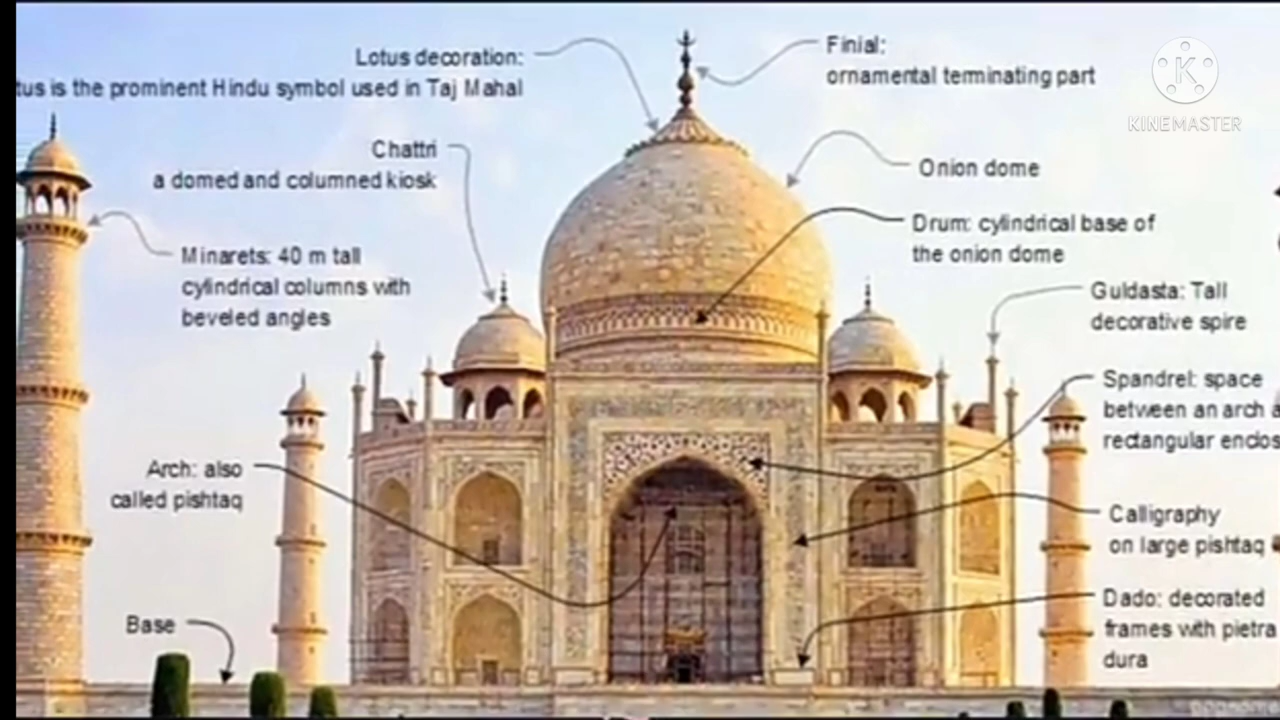 Lotus decoration:
tus is the prominent Hindu symbol used in Taj Mahal
Finial:
ornamental terminating part
KINEMASTER
Chattri
a domed and columned kiosk
Onion dome
Minarets: 40 m tall
cylindrical columns with
beveled angles
Drum: cylindrical base of
the onion dome
Guldasta: Tall
decorative spire
Spandrel: space
between an arch a
rectangular enclos
Arch: also
called pishtaq
Calligraphy
on large pishtaq
Base
Dado: decorated
frames with pietra
dura